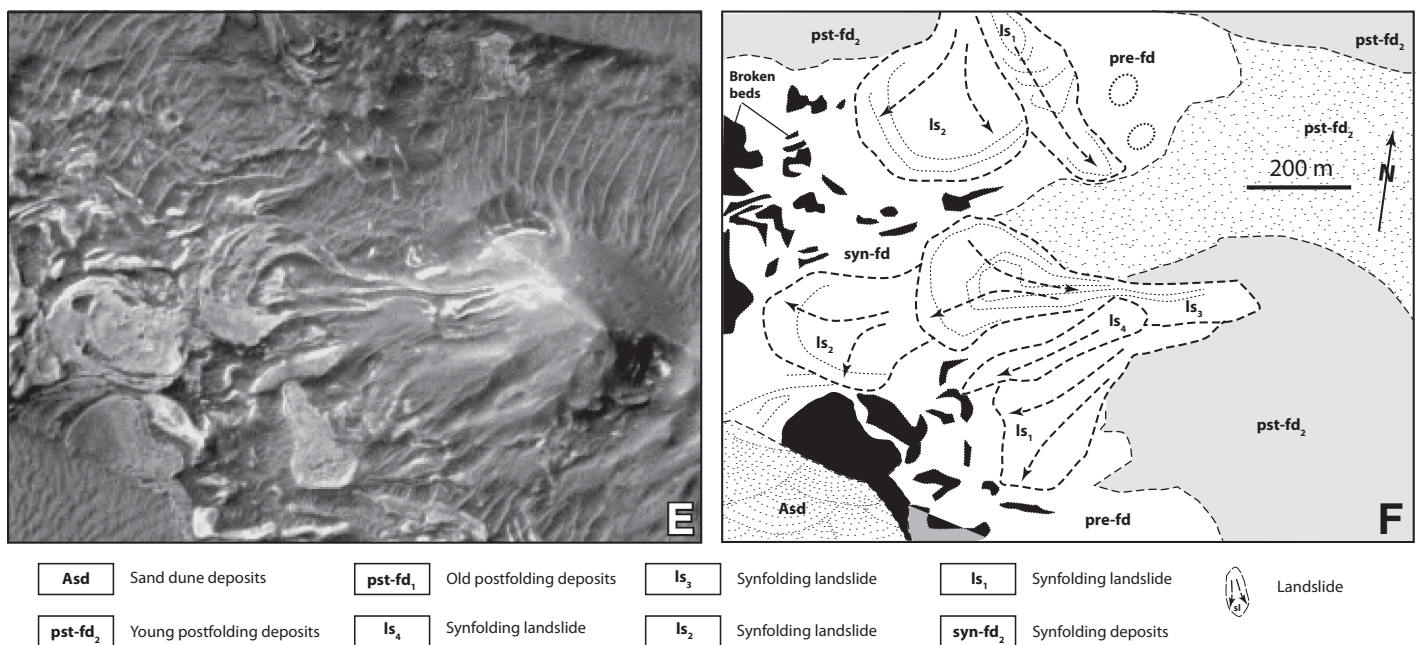 E
pst-fd2
ls1
pst-fd2
pre-fd
Broken
beds
ls2
pst-fd2
200 m
N
syn-fd
ls3
ls4
ls2
pst-fd2
ls1
Asd
pre-fd
F
Asd Sand dune deposits
pst-fd1 Old postfolding deposits
ls3 Synfolding landslide
ls1 Synfolding landslide
sl
Landslide
pst-fd2 Young postfolding deposits
ls4 Synfolding landslide
ls2 Synfolding landslide
syn-fd2 Synfolding deposits